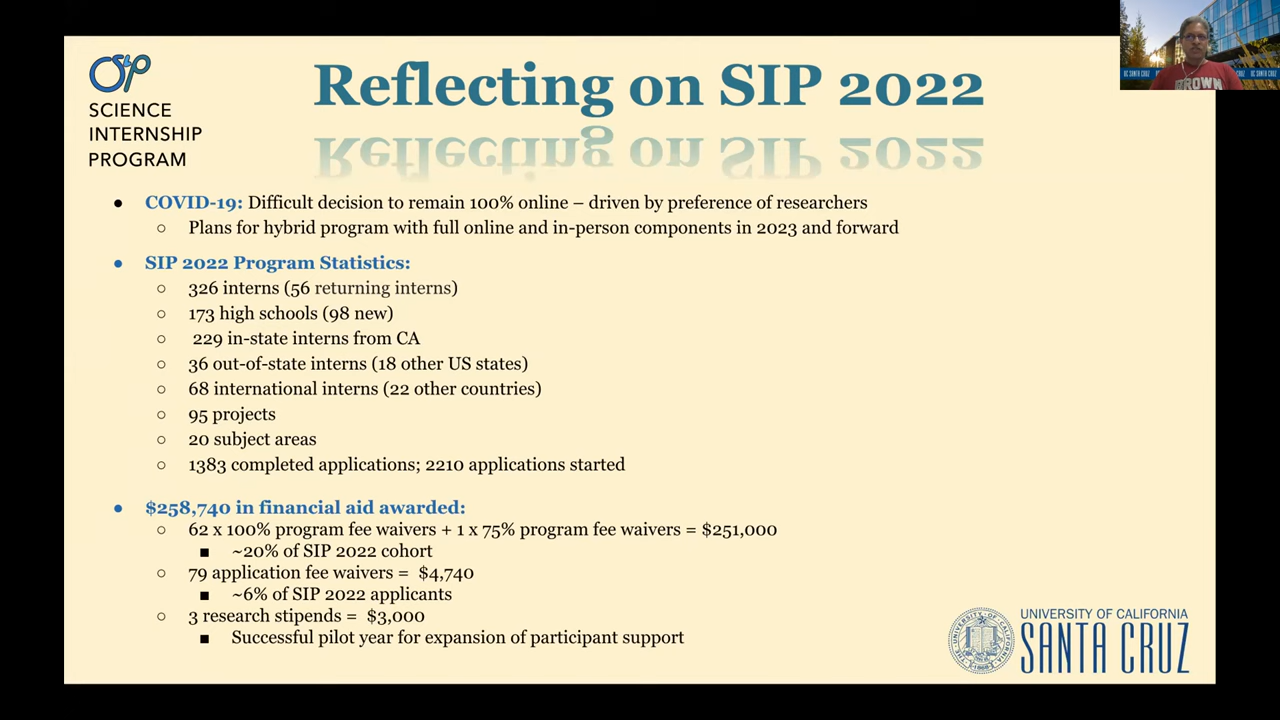 SIP
SCIENCE
INTERNSHIP
PROGRAM
Reflecting on SIP 2022
UC SANTA CRUZ
UC SANTA CRUZ
BROWN
● COVID-19: Difficult decision to remain 100% online – driven by preference of researchers
○ Plans for hybrid program with full online and in-person components in 2023 and forward
● SIP 2022 Program Statistics:
○ 326 interns (56 returning interns)
○ 173 high schools (98 new)
○ 229 in-state interns from CA
○ 36 out-of-state interns (18 other US states)
○ 68 international interns (22 other countries)
○ 95 projects
○ 20 subject areas
○ 1383 completed applications; 2210 applications started
● $258,740 in financial aid awarded:
○ 62 x 100% program fee waivers + 1 x 75% program fee waivers = $251,000
■ ~20% of SIP 2022 cohort
○ 79 application fee waivers = $4,740
■ ~6% of SIP 2022 applicants
○ 3 research stipends = $3,000
■ Successful pilot year for expansion of participant support
UNIVERSITY OF CALIFORNIA
SANTA CRUZ